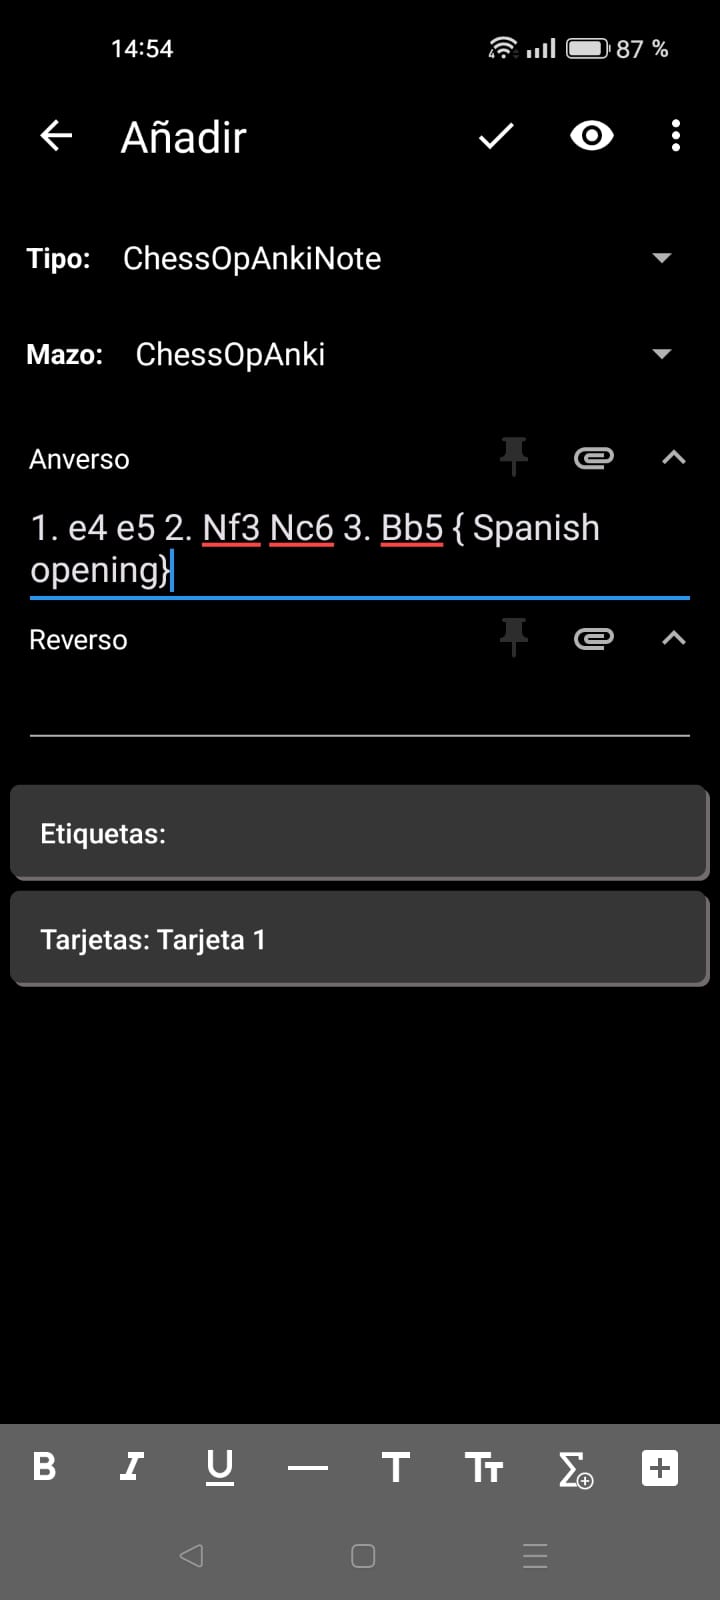 14:54 87 %
Añadir
Tipo: ChessOpAnkiNote
Mazo: ChessOpAnki
Anverso
1. e4 e5 2. Nf3 Nc6 3. Bb5 { Spanish
opening}
Reverso
Etiquetas:
Tarjetas: Tarjeta 1
B I U T TT Σ